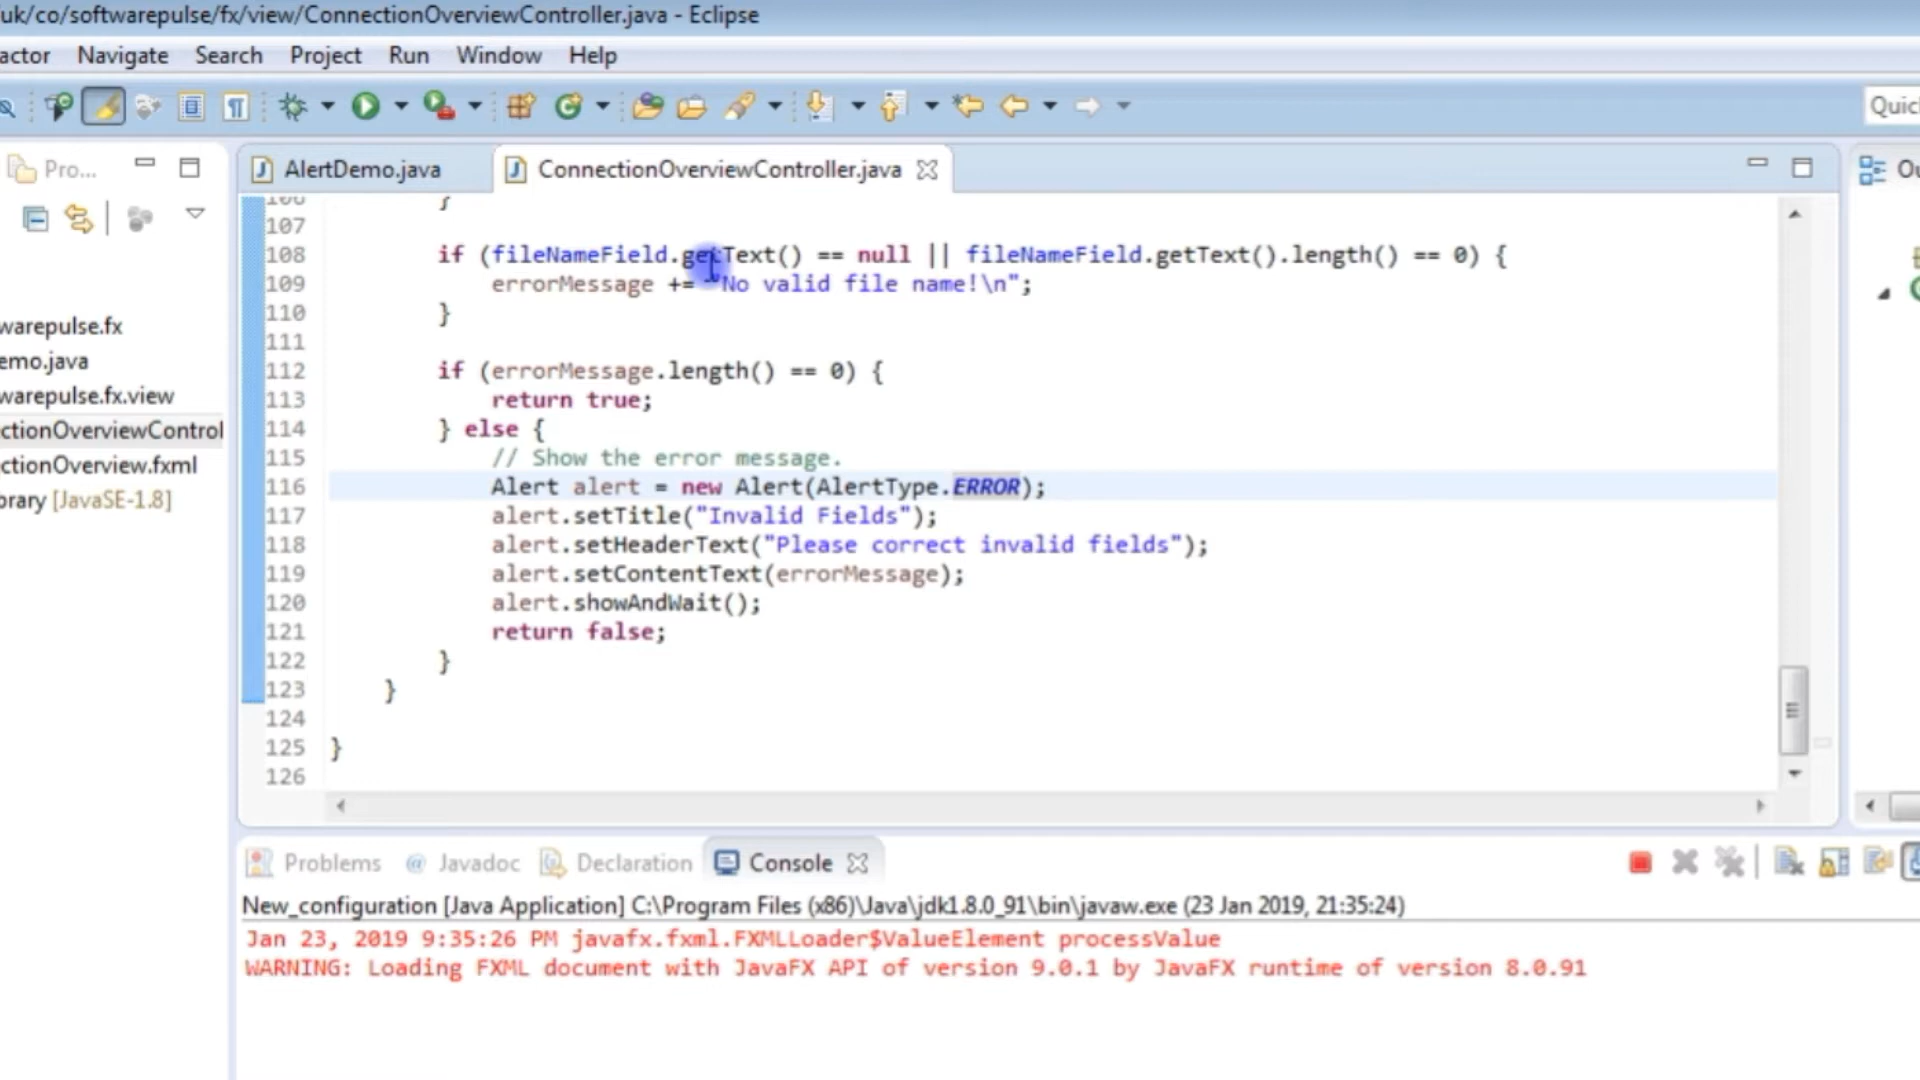 uk/co/softwarepulse/fx/view/ConnectionOverviewController.java - Eclipse
actor Navigate Search Project Run Window Help
Quic
Pro...
AlertDemo.java
ConnectionOverviewController.java
Ou
warepulse.fx
emo.java
warepulse.fx.view
ctionOverviewControl
ctionOverview.fxml
brary [JavaSE-1.8]
106 }
107
108 if (fileNameField.getText() == null || fileNameField.getText().length() == 0) {
109 errorMessage += "No valid file name!\n";
110 }
111
112 if (errorMessage.length() == 0) {
113 return true;
114 } else {
115 // Show the error message.
116 Alert alert = new Alert(AlertType.ERROR);
117 alert.setTitle("Invalid Fields");
118 alert.setHeaderText("Please correct invalid fields");
119 alert.setContentText(errorMessage);
120 alert.showAndWait();
121 return false;
122 }
123 }
124
125 }
126
Problems @ Javadoc Declaration Console
New_configuration [Java Application] C:\Program Files (x86)\Java\jdk1.8.0_91\bin\javaw.exe (23 Jan 2019, 21:35:24)
Jan 23, 2019 9:35:26 PM javafx.fxml.FXMLLoader$ValueElement processValue
WARNING: Loading FXML document with JavaFX API of version 9.0.1 by JavaFX runtime of version 8.0.91